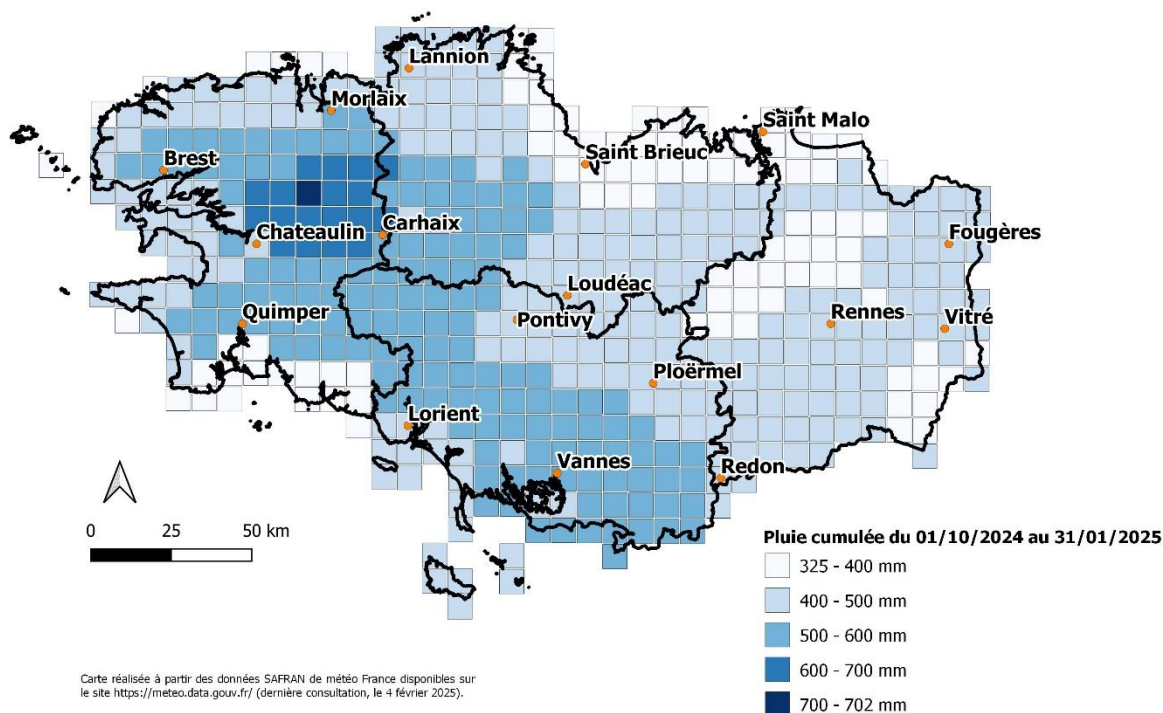 Lannion
Morlaix
Saint Malo
Saint Brieuc
Brest
Carhaix
Chateaulin
Fougères
Loudéac
Quimper
Pontivy
Rennes
Vitré
Ploërmel
Lorient
Vannes
Redon
0 25 50 km
Pluie cumulée du 01/10/2024 au 31/01/2025
325 - 400 mm
400 - 500 mm
500 - 600 mm
600 - 700 mm
700 - 702 mm
Carte réalisée à partir des données SAFRAN de météo France disponibles sur
le site https://meteo.data.gouv.fr/ (dernière consultation, le 4 février 2025).